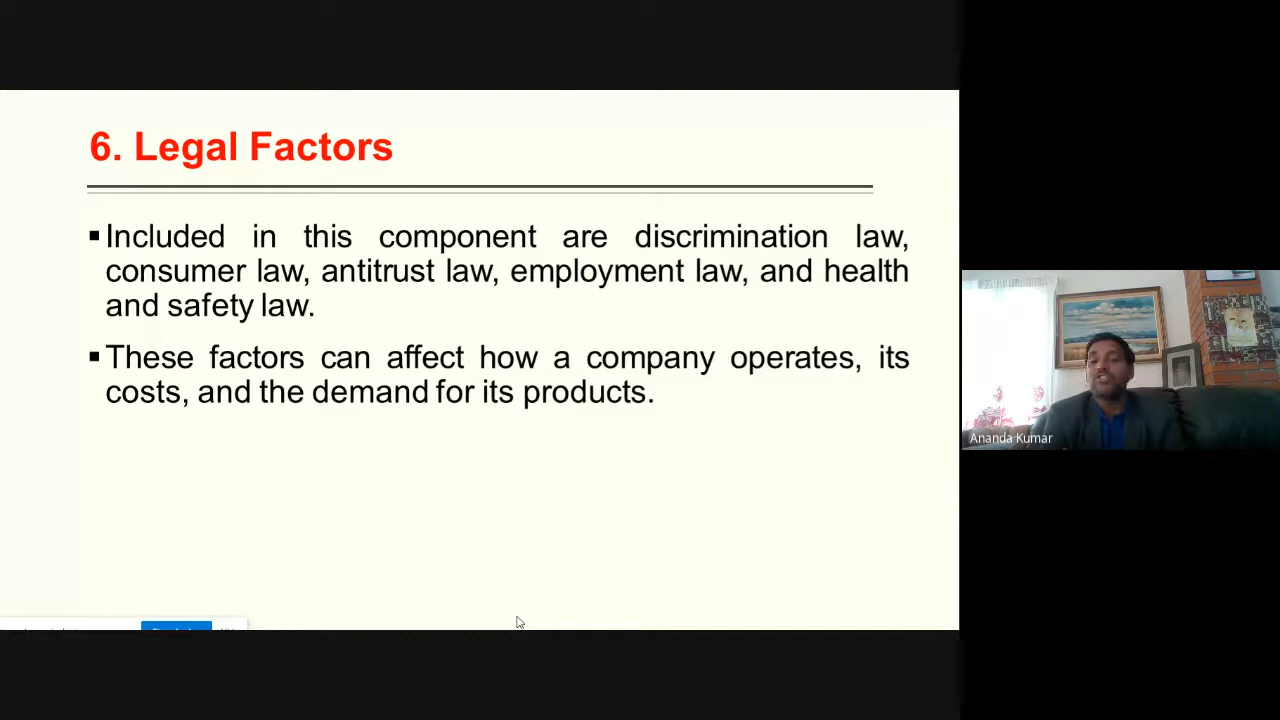 6. Legal Factors
▪Included in this component are discrimination law,
consumer law, antitrust law, employment law, and health
and safety law.
▪These factors can affect how a company operates, its
costs, and the demand for its products.
Ananda Kumar